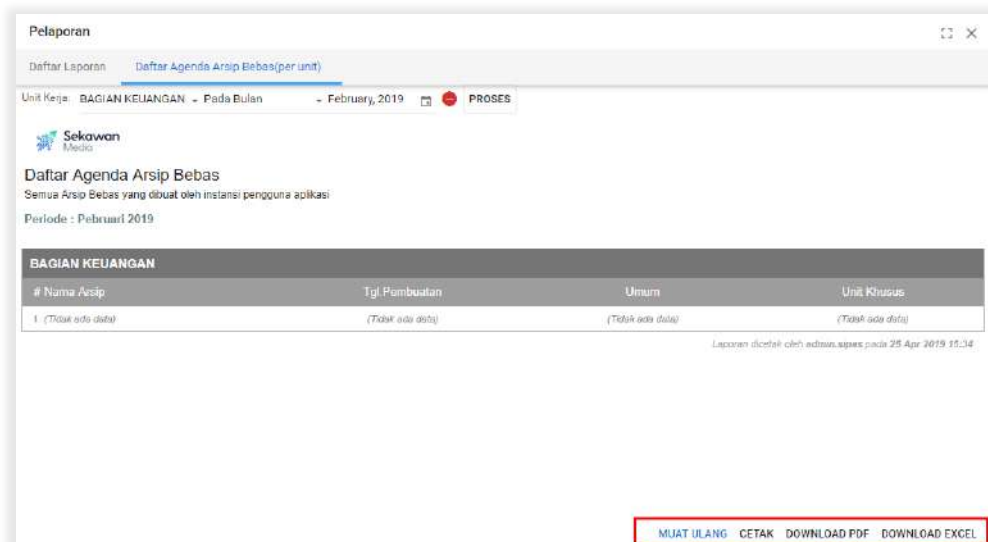 Pelaporan
Daftar Laporan Daftar Agenda Arsip Bebas(per unit)
Unit Kerja: BAGIAN KEUANGAN Pada Bulan February, 2019 PROSES
Sekawan
Media
Daftar Agenda Arsip Bebas
Semua Arsip Bebas yang dibuat oleh instansi pengguna aplikasi
Periode : Pebruari 2019
BAGIAN KEUANGAN
# Nama Arsip Tgl.Pembuatan Umum Unit Khusus
1 (Tidak ada data) (Tidak ada data) (Tidak ada data) (Tidak ada data)
Laporan dicetak oleh admin.sipas pada 25 Apr 2019 15:34
MUAT ULANG CETAK DOWNLOAD PDF DOWNLOAD EXCEL